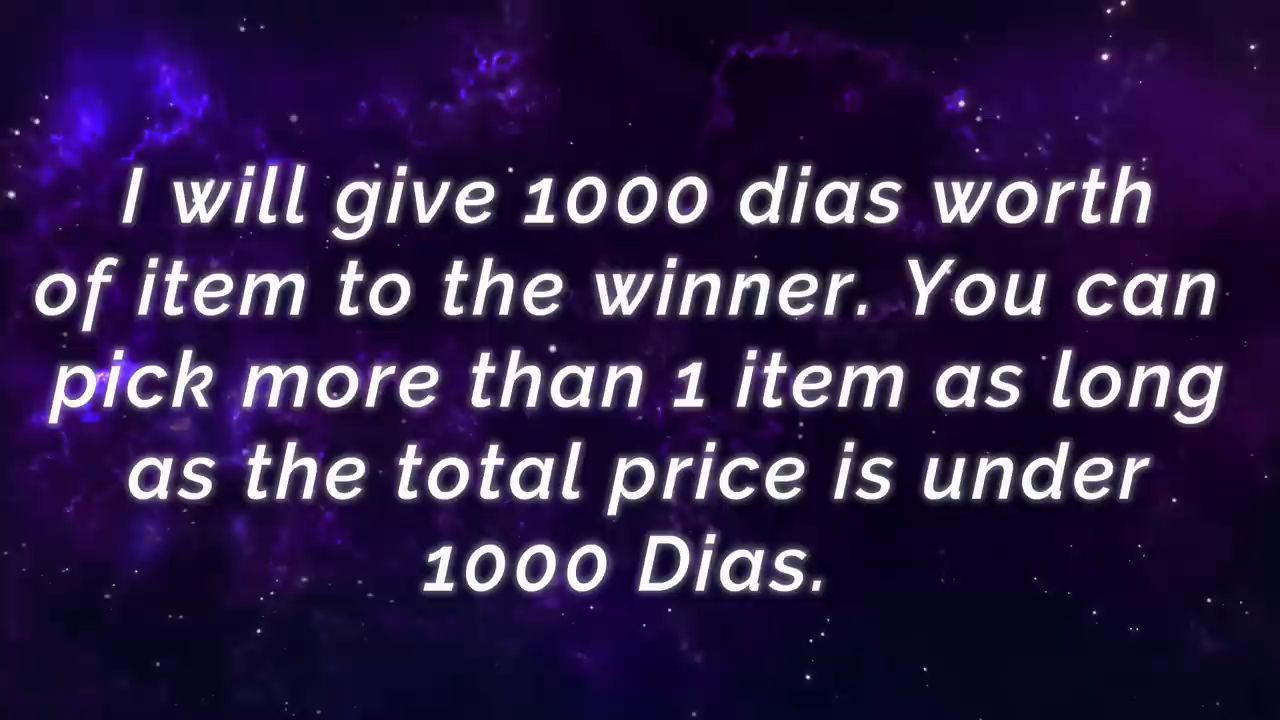 I will give 1000 dias worth
of item to the winner. You can
pick more than 1 item as long
as the total price is under
1000 Dias.